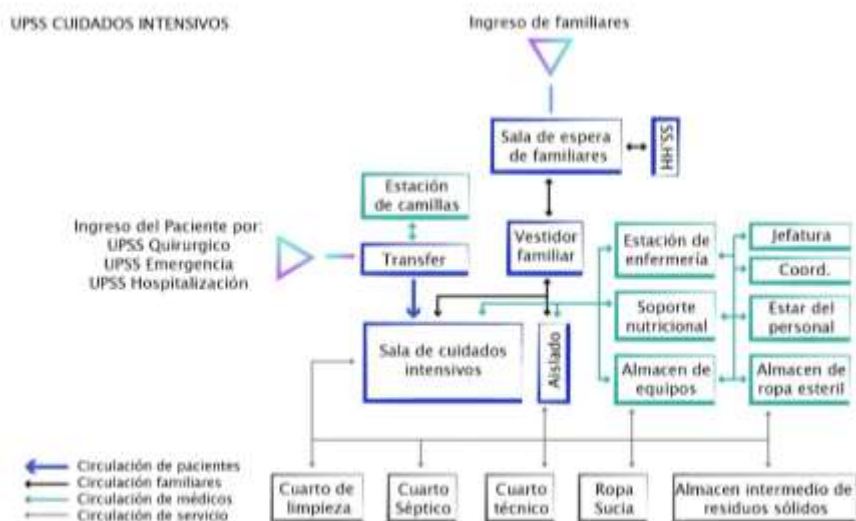 UPSS CUIDADOS INTENSIVOS
Ingreso de familiares
Sala de espera
de familiares
SS.HH
Estación
de camillas
Ingreso del Paciente por:
UPSS Quirurgico
UPSS Emergencia
UPSS Hospitalización
Transfer
Vestidor
familiar
Estación de
enfermería
Jefatura
Coord.
Soporte
nutricional
Estar del
personal
Sala de cuidados
intensivos
Aislado
Almacen de
equipos
Almacen de
ropa esteril
Circulación de pacientes
Circulación familiares
Circulación de médicos
Circulación de servicio
Cuarto de
limpieza
Cuarto
Séptico
Cuarto
técnico
Ropa
Sucia
Almacen intermedio de
residuos sólidos